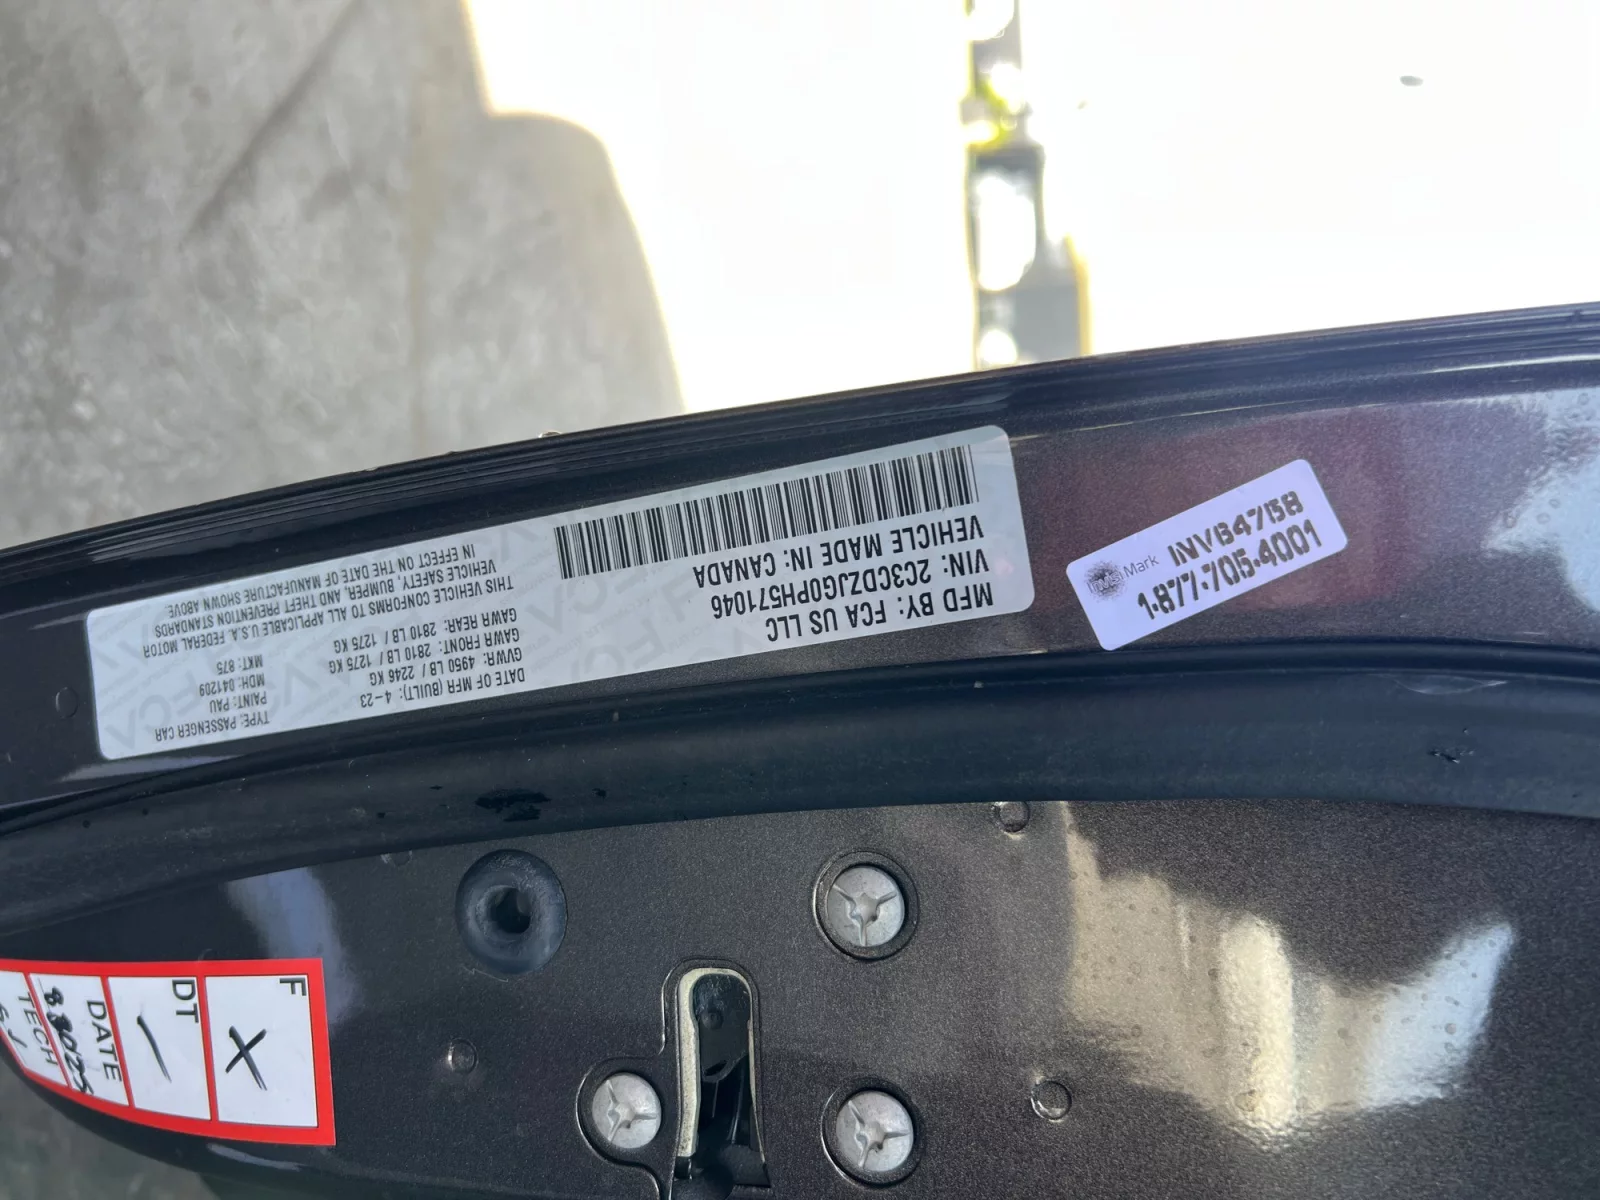 MFD BY: FCA US LLC
VIN: 2C3CDZJG0PH571046
VEHICLE MADE IN: CANADA
DATE OF MFR (BUILT): 4-23
GVWR: 4950 LB / 2246 KG
GAWR FRONT: 2810 LB / 1275 KG
GAWR REAR: 2810 LB / 1275 KG
THIS VEHICLE CONFORMS TO ALL APPLICABLE U.S.A. FEDERAL MOTOR
VEHICLE SAFETY, BUMPER, AND THEFT PREVENTION STANDARDS
IN EFFECT ON THE DATE OF MANUFACTURE SHOWN ABOVE.
TYPE: PASSENGER CAR
PAINT: PAU
MDH: 041209
MKT: 875
Mark
INVB47B8
1-877-705-4001
F
X
DT
DATE
TECH